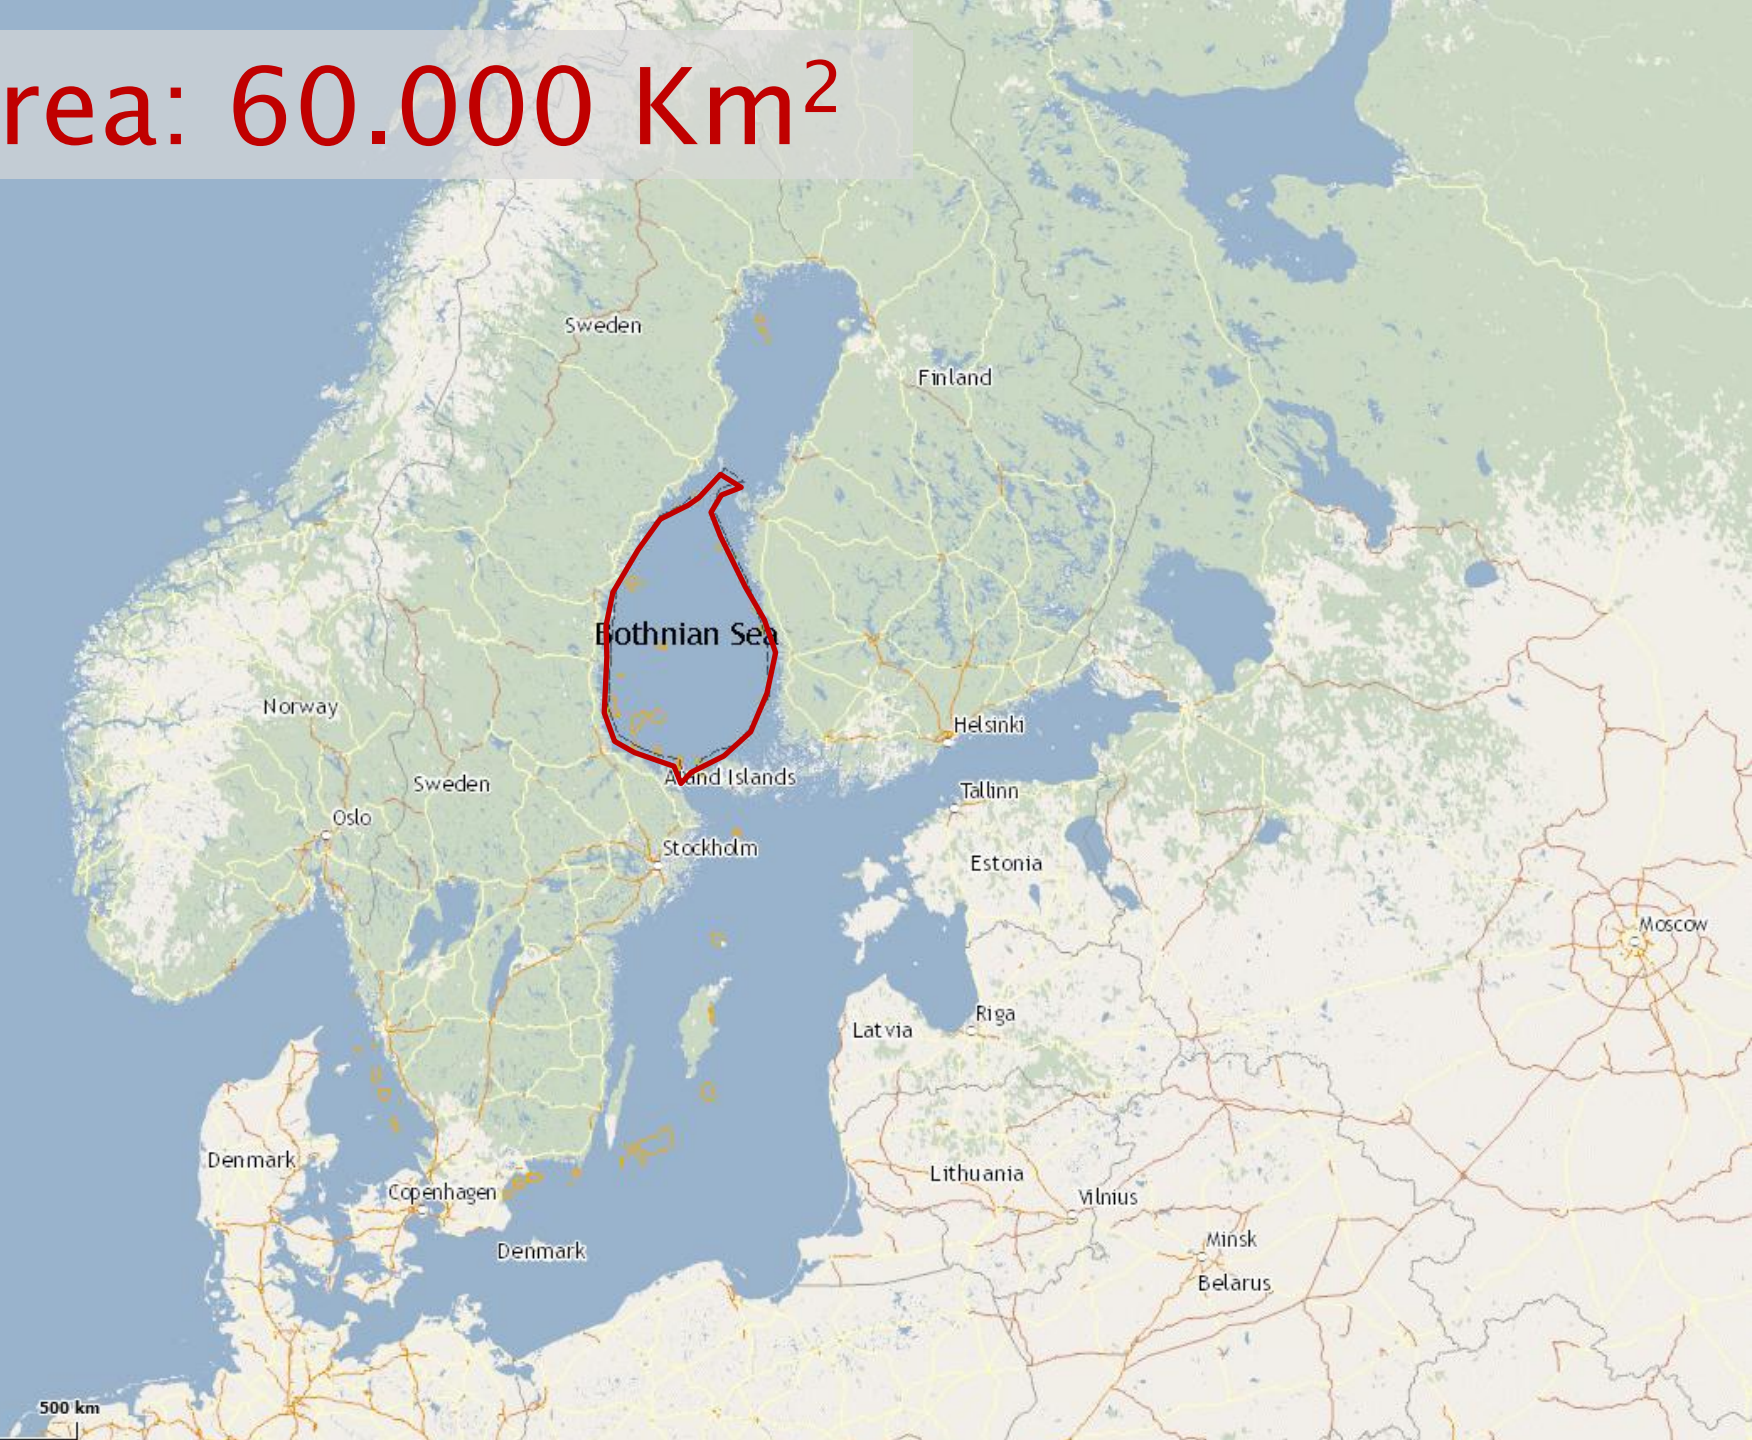 rea: 60.000 Km²
Sweden
Finland
Bothnian Sea
Norway
Helsinki
Åland Islands
Sweden
Tallinn
Oslo
Stockholm
Estonia
Moscow
Riga
Latvia
Denmark
Lithuania
Copenhagen
Vilnius
Minsk
Denmark
Belarus
500 km